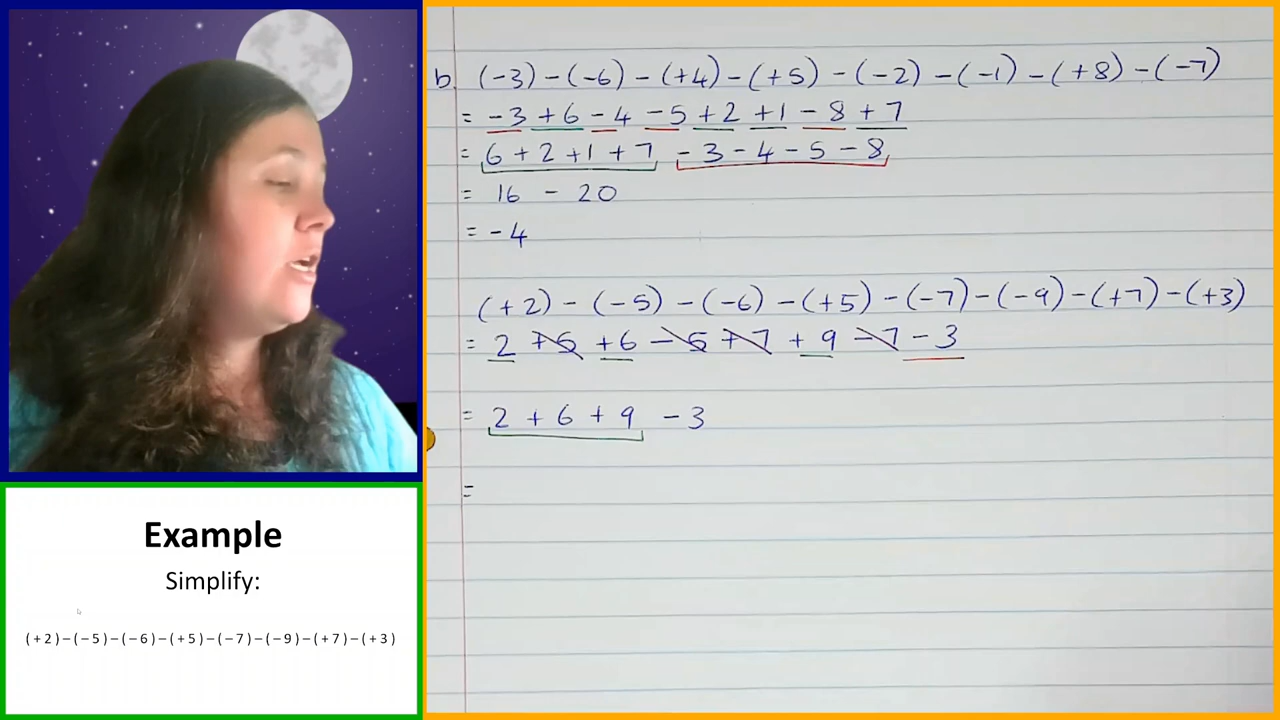 b. (-3) - (-6) - (+4) - (+5) - (-2) - (-1) - (+8) - (-7)
= -3 + 6 - 4 - 5 + 2 + 1 - 8 + 7
= 6 + 2 + 1 + 7 - 3 - 4 - 5 - 8
= 16 - 20
= - 4
(+2) - (-5) - (-6) - (+5) - (-7) - (-9) - (+7) - (+3)
= 2 + 5 + 6 - 5 + 7 + 9 - 7 - 3
= 2 + 6 + 9 - 3
=
Example
Simplify:
(+2)–(–5)–(–6)–(+5)–(–7)–(–9)–(+7)–(+3)